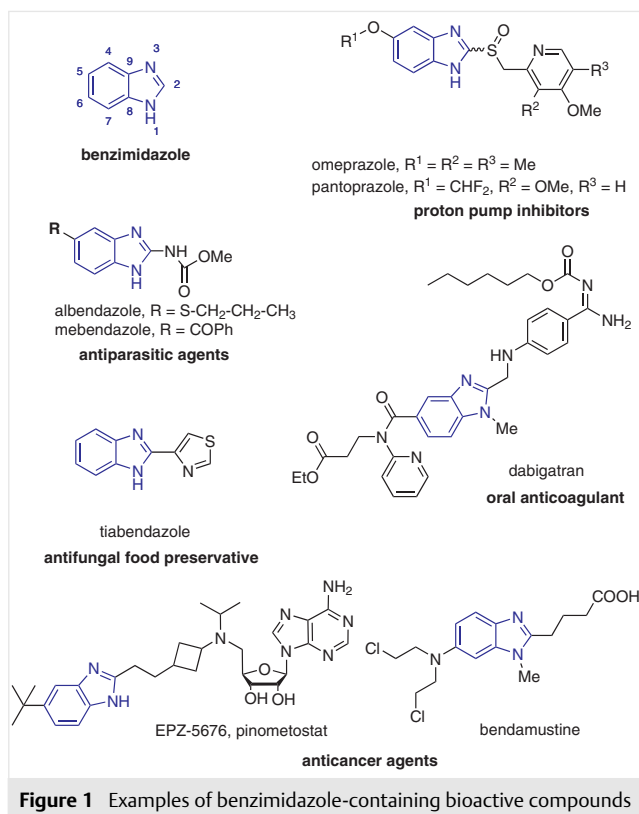 4
3
N
9
5
2
6
8
N
H
7
1
benzimidazole
R¹
O
N
N
H
O
S
N
R³
R²
OMe
omeprazole, R¹ = R² = R³ = Me
pantoprazole, R¹ = CHF₂, R² = OMe, R³ = H
proton pump inhibitors
R
N
NH
OMe
N
H
O
albendazole, R = S-CH₂-CH₂-CH₃
mebendazole, R = COPh
antiparasitic agents
O
O
N
NH₂
HN
N
O
N
Me
O
N
EtO
N
dabigatran
oral anticoagulant
N
S
N
H
N
tiabendazole
antifungal food preservative
NH₂
N
N
N
N
N
N
O
N
H
OH
OH
EPZ-5676, pinometostat
COOH
N
Cl
N
N
Me
Cl
bendamustine
anticancer agents
Figure 1 Examples of benzimidazole-containing bioactive compounds